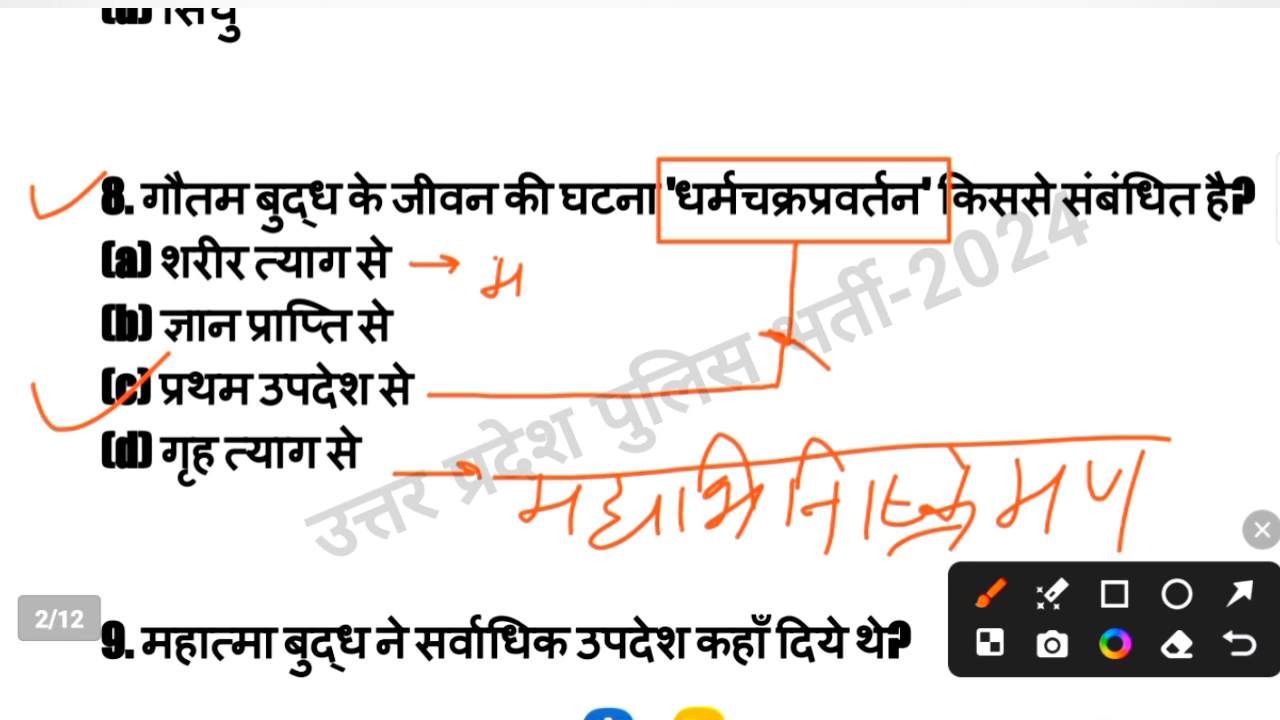 (d) सिंधु
8. गौतम बुद्ध के जीवन की घटना 'धर्मचक्रप्रवर्तन' किससे संबंधित है?
(a) शरीर त्याग से → म
(b) ज्ञान प्राप्ति से
(c) प्रथम उपदेश से
(d) गृह त्याग से → महाभिनिष्क्रमण
उत्तर प्रदेश पुलिस भर्ती-2024
2/12
9. महात्मा बुद्ध ने सर्वाधिक उपदेश कहाँ दिये थे?